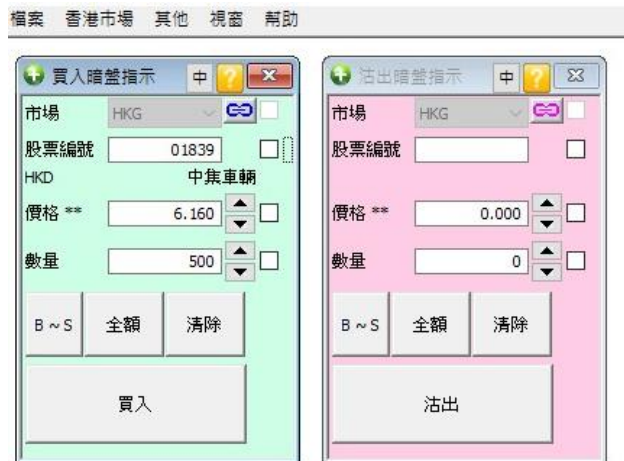 檔案 香港市場 其他 視窗 幫助
買入暗盤指示 中 ?
市場 HKG
股票編號 01839
HKD 中集車輛
價格 ** 6.160
數量 500
B ~ S 全額 清除
買入
沽出暗盤指示 中 ?
市場 HKG
股票編號
價格 ** 0.000
數量 0
B ~ S 全額 清除
沽出